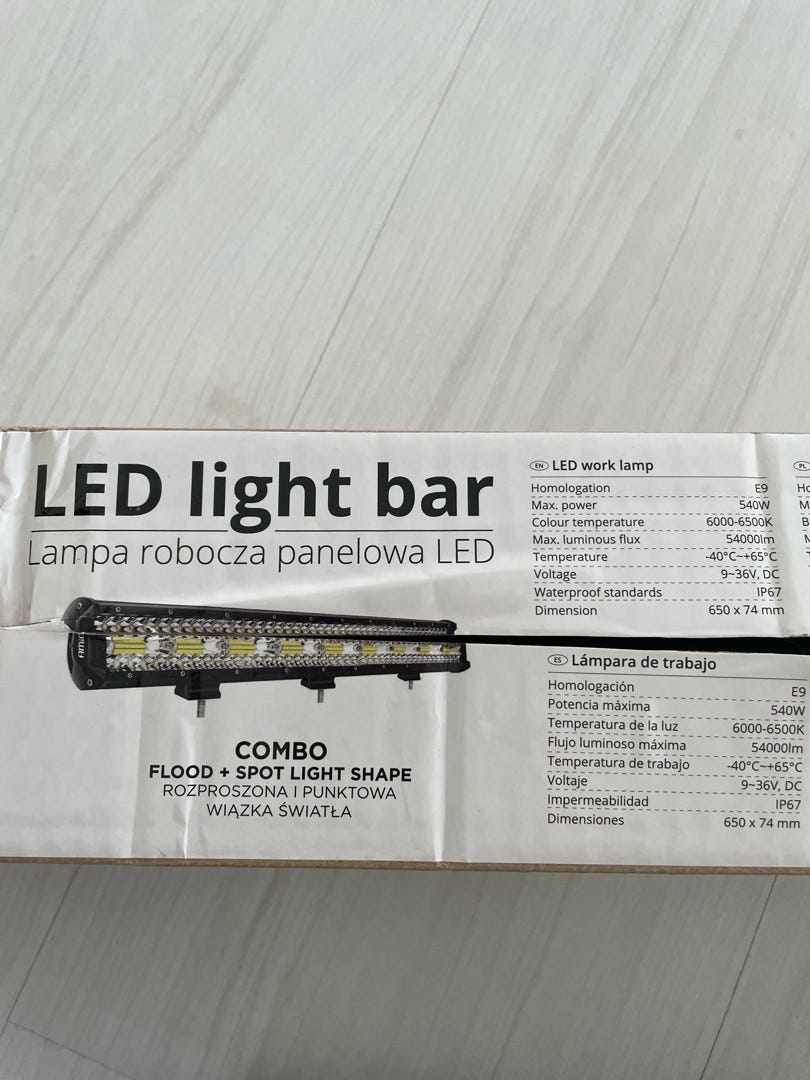 LED light bar
Lampa robocza panelowa LED
COMBO
FLOOD + SPOT LIGHT SHAPE
ROZPROSZONA I PUNKTOWA
WIĄZKA ŚWIATŁA
EN LED work lamp
Homologation E9
Max. power 540W
Colour temperature 6000-6500K
Max. luminous flux 54000lm
Temperature -40°C~+65°C
Voltage 9~36V, DC
Waterproof standards IP67
Dimension 650 x 74 mm
ES Lámpara de trabajo
Homologación E9
Potencia máxima 540W
Temperatura de la luz 6000-6500K
Flujo luminoso máxima 54000lm
Temperatura de trabajo -40°C~+65°C
Voltaje 9~36V, DC
Impermeabilidad IP67
Dimensiones 650 x 74 mm
PL